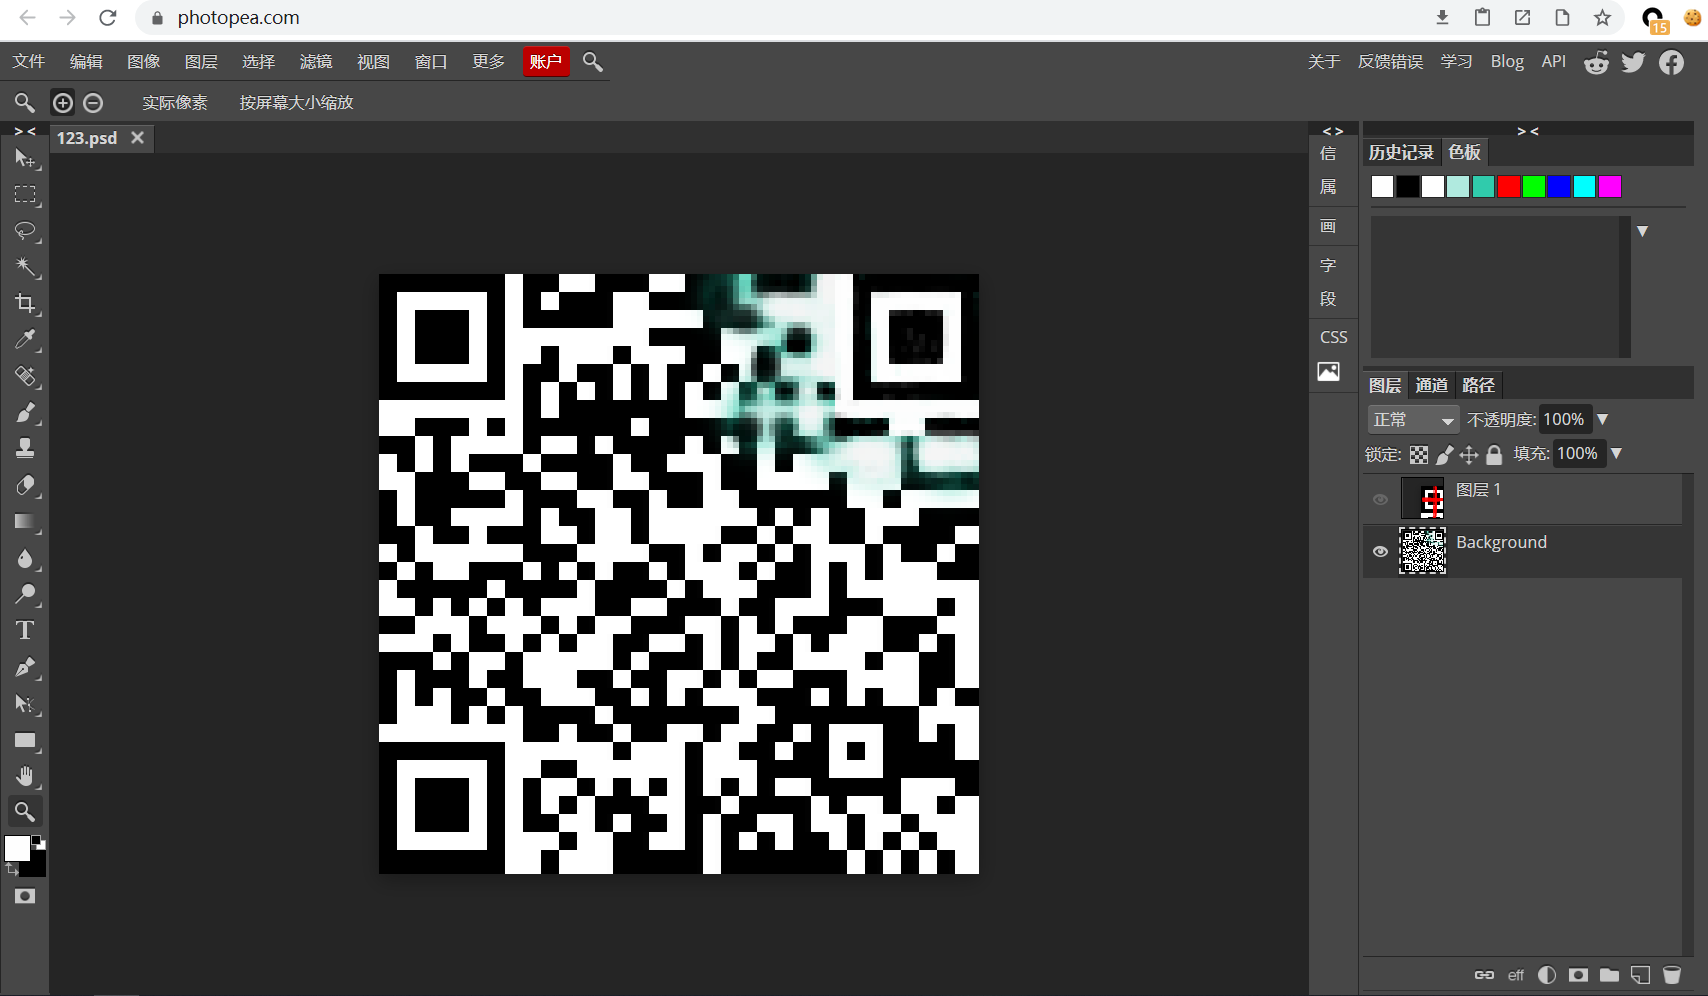 photopea.com
15
文件 编辑 图像 图层 选择 滤镜 视图 窗口 更多 账户
关于 反馈错误 学习 Blog API
实际像素 按屏幕大小缩放
> <
123.psd
< >
> <
信
属
画
字
段
CSS
历史记录 色板
图层 通道 路径
正常 不透明度: 100%
锁定: 填充: 100%
图层 1
Background
T
eff